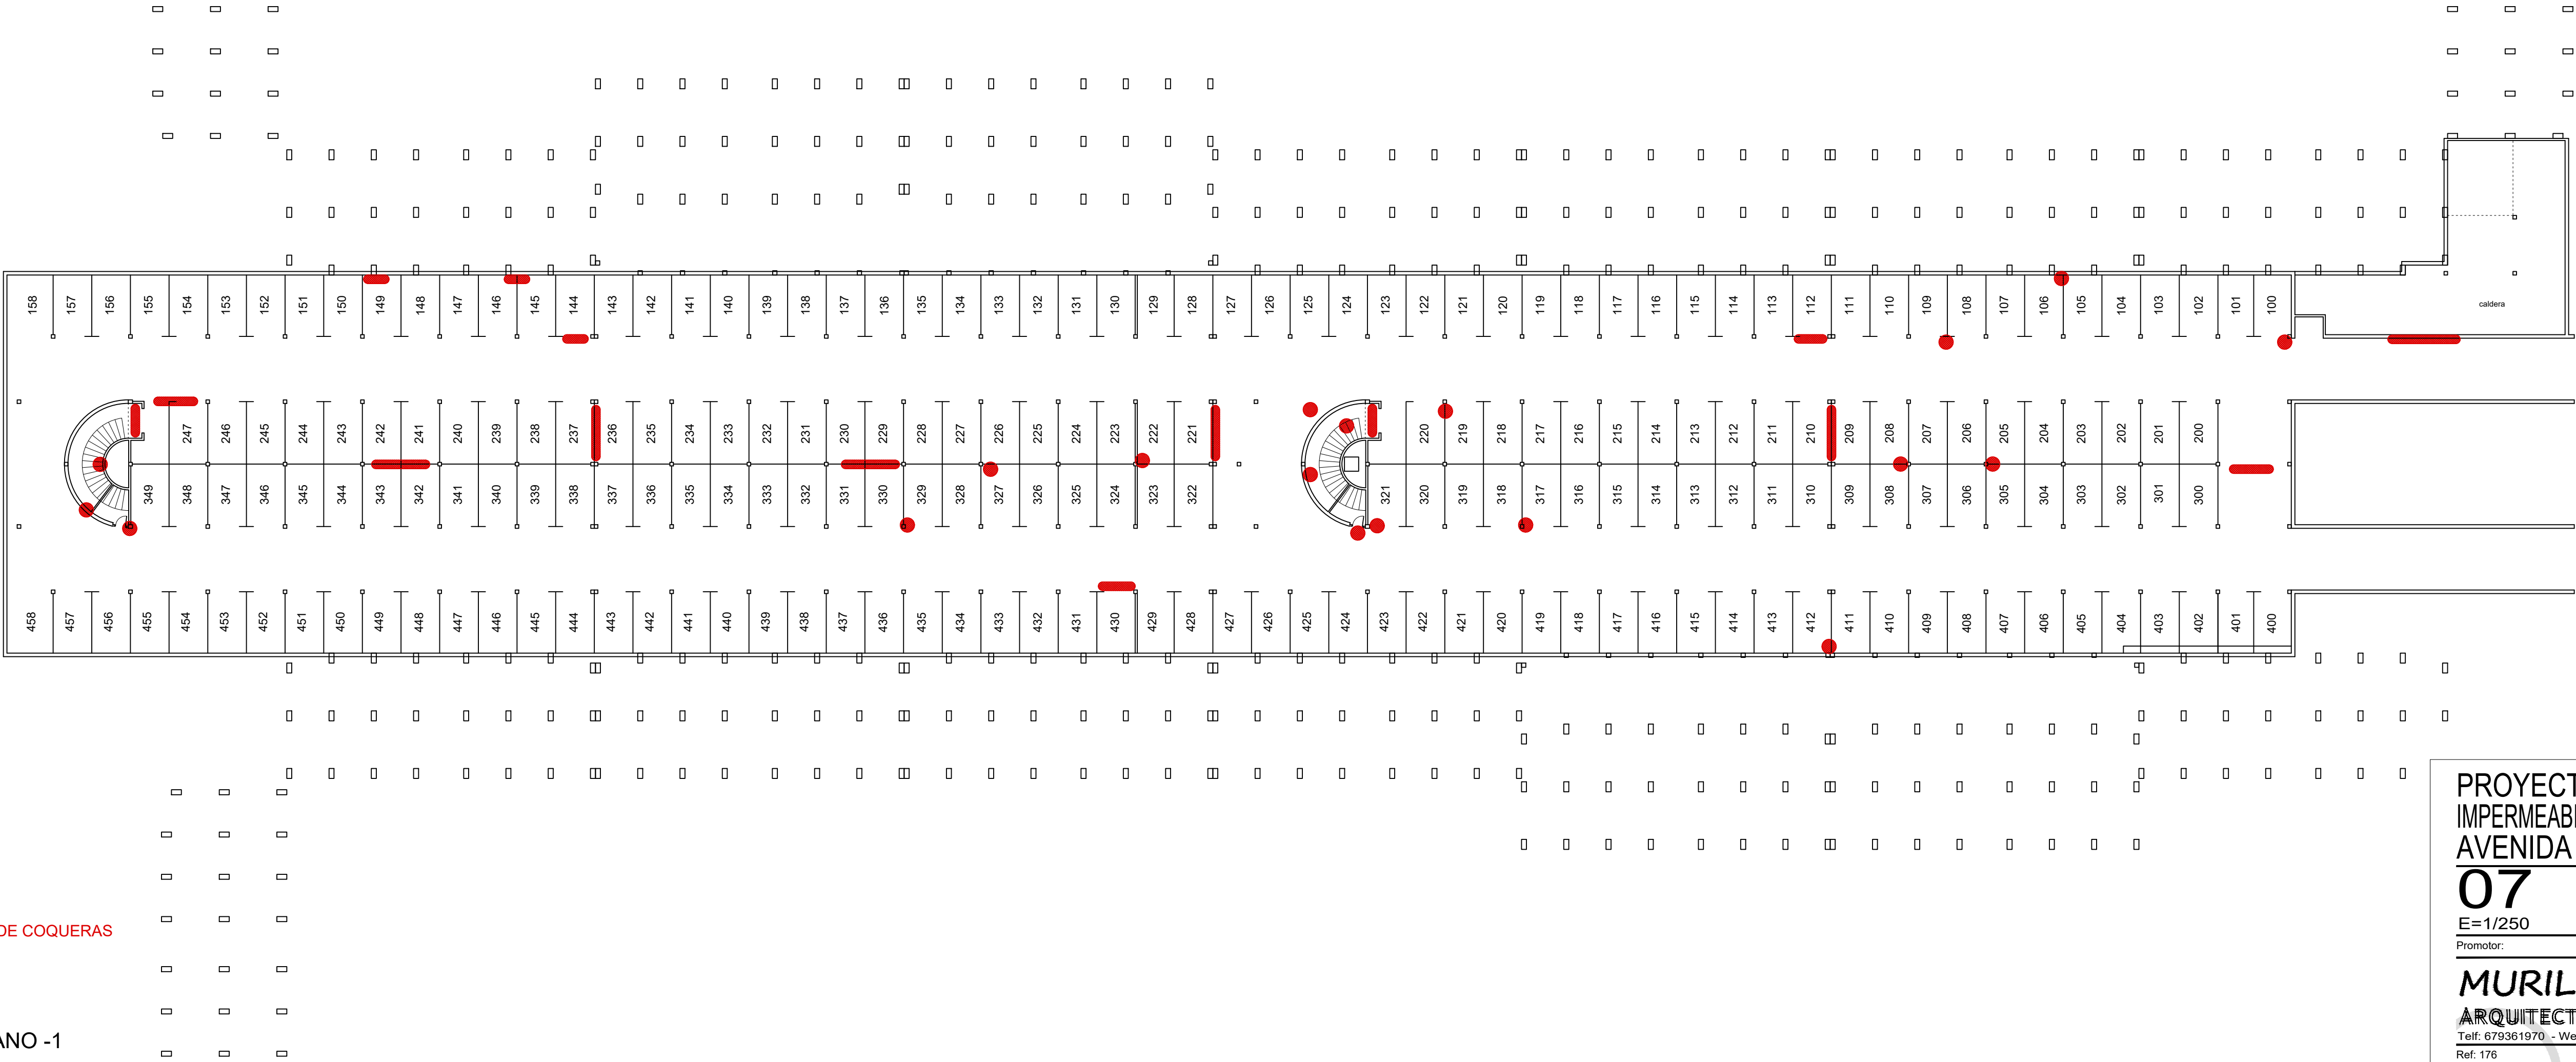 158 157 156 155 154 153 152 151 150 149 148 147 146 145 144 143 142 141 140 139 138 137 136 135 134 133 132 131 130 129 128 127 126 125 124 123 122 121 120 119 118 117 116 115 114 113 112 111 110 109 108 107 106 105 104 103 102 101 100
caldera
247 246 245 244 243 242 241 240 239 238 237 236 235 234 233 232 231 230 229 228 227 226 225 224 223 222 221 220 219 218 217 216 215 214 213 212 211 210 209 208 207 206 205 204 203 202 201 200
349 348 347 346 345 344 343 342 341 340 339 338 337 336 335 334 333 332 331 330 329 328 327 326 325 324 323 322 321 320 319 318 317 316 315 314 313 312 311 310 309 308 307 306 305 304 303 302 301 300
458 457 456 455 454 453 452 451 450 449 448 447 446 445 444 443 442 441 440 439 438 437 436 435 434 433 432 431 430 429 428 427 426 425 424 423 422 421 420 419 418 417 416 415 414 413 412 411 410 409 408 407 406 405 404 403 402 401 400
DE COQUERAS
ANO -1
PROYECT
IMPERMEABI
AVENIDA
07
E=1/250
Promotor:
MURIL
ARQUITECT
Telf: 679361970 - We
Ref: 176